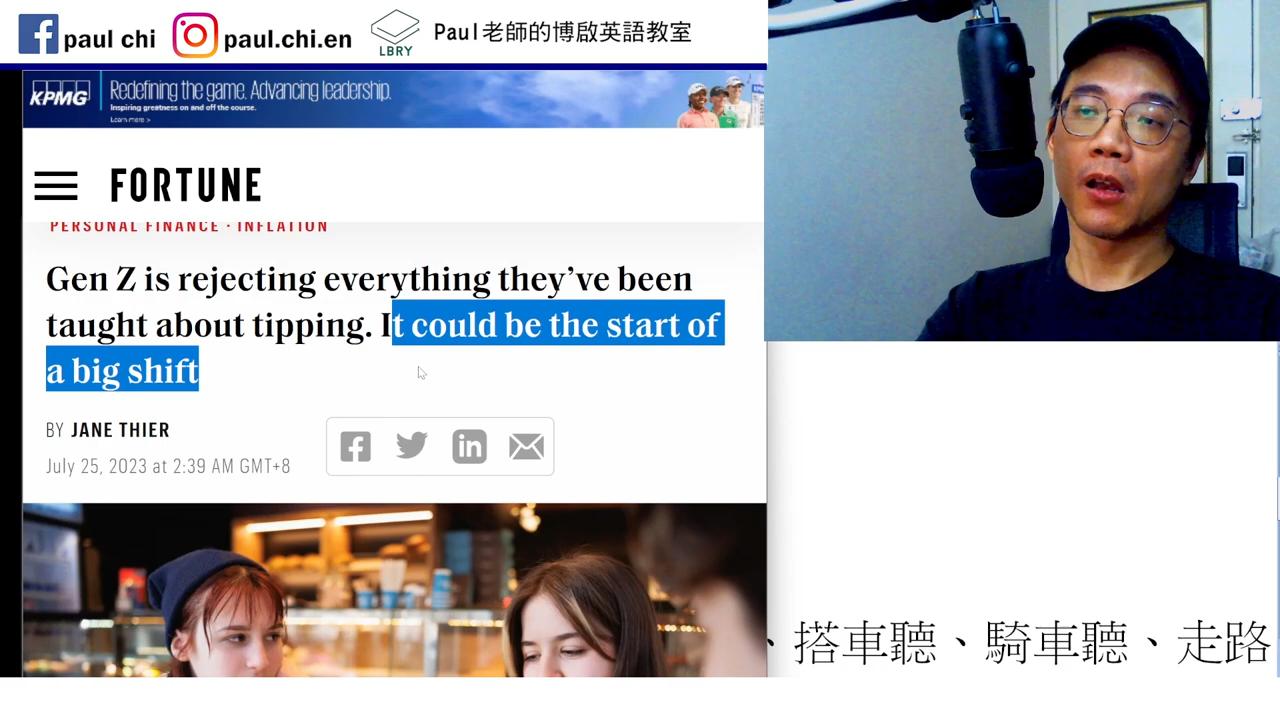 paul chi
paul.chi.en
LBRY
Paul老師的博啟英語教室
KPMG
Redefining the game. Advancing leadership.
Inspiring greatness on and off the course.
Learn more >
FORTUNE
PERSONAL FINANCE · INFLATION
Gen Z is rejecting everything they’ve been
taught about tipping. It could be the start of
a big shift
BY JANE THIER
July 25, 2023 at 2:39 AM GMT+8
、搭車聽、騎車聽、走路